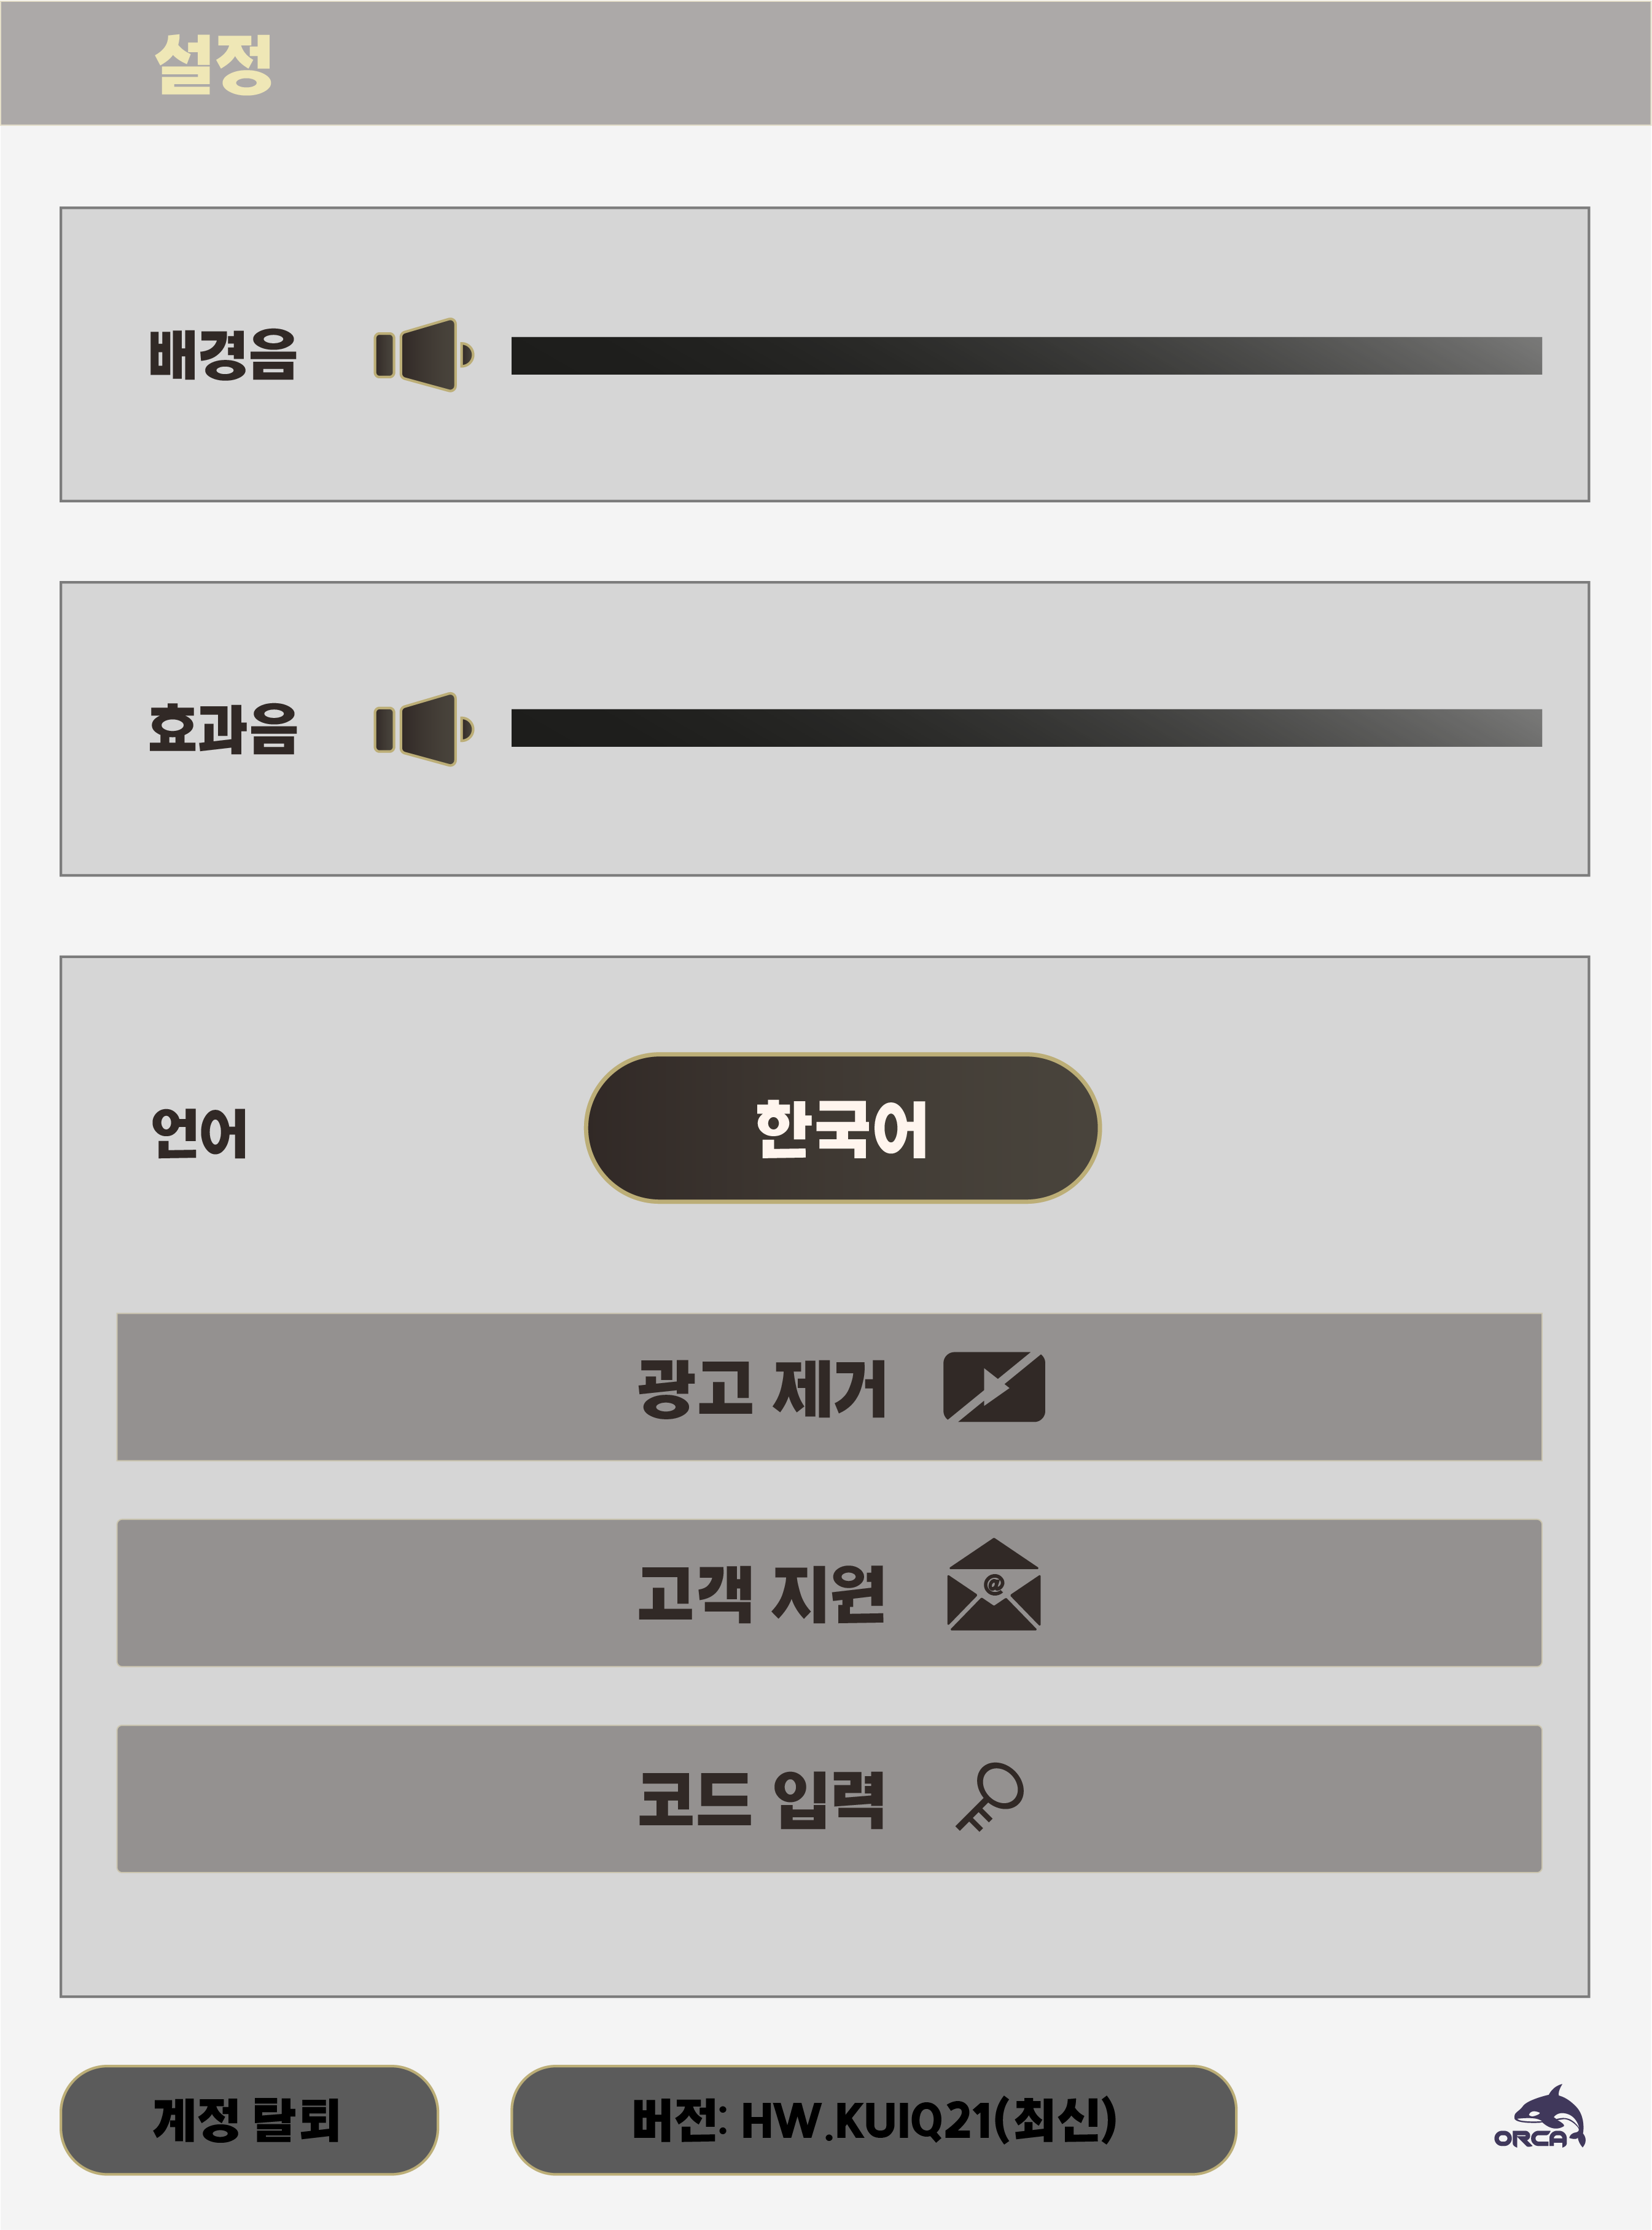 설정
배경음
효과음
언어
한국어
광고 제거
고객 지원
@
코드 입력
계정 탈퇴
버전: HW.KUIQ21(최신)
ORCA